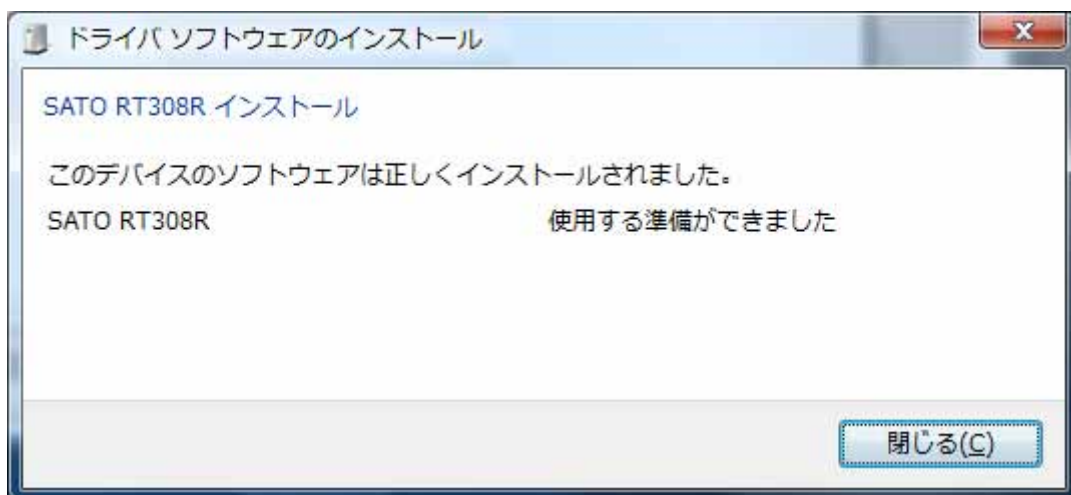 ドライバ ソフトウェアのインストール
SATO RT308R インストール
このデバイスのソフトウェアは正しくインストールされました。
SATO RT308R 使用する準備ができました
閉じる(C)